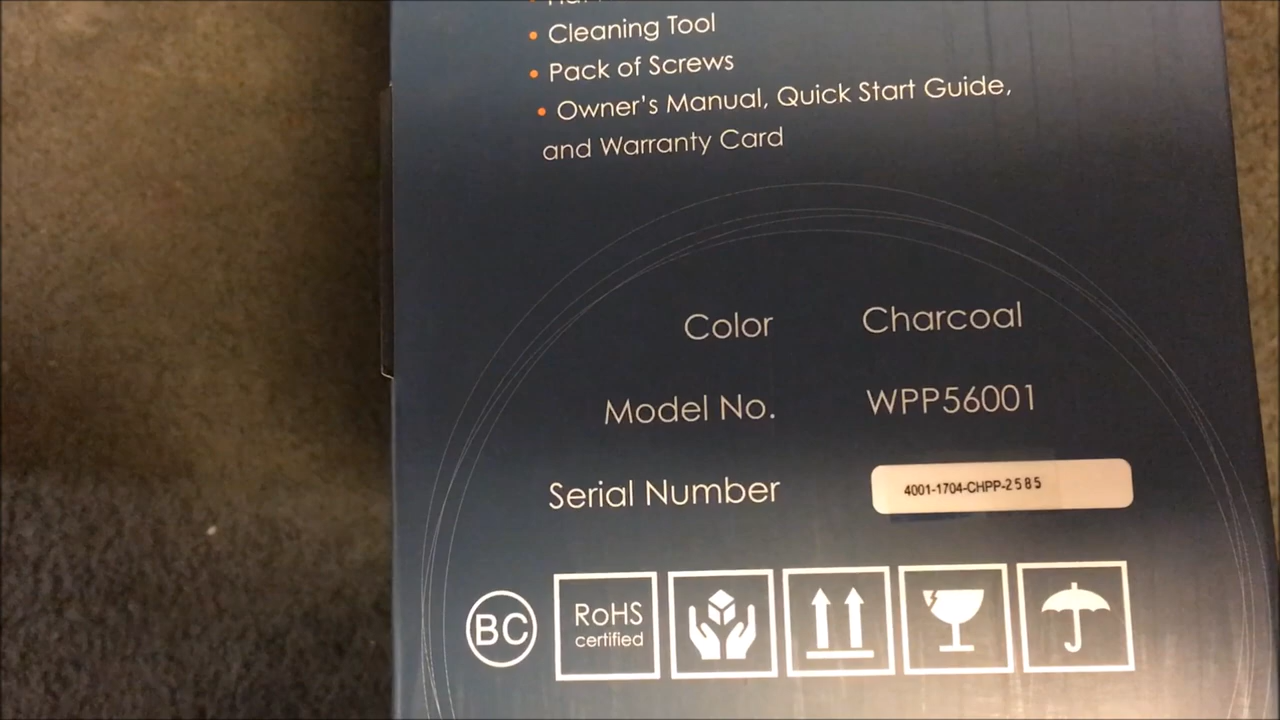 • Cleaning Tool
• Pack of Screws
• Owner's Manual, Quick Start Guide,
and Warranty Card
Color Charcoal
Model No. WPP56001
Serial Number 4001-1704-CHPP-2585
BC RoHS
certified